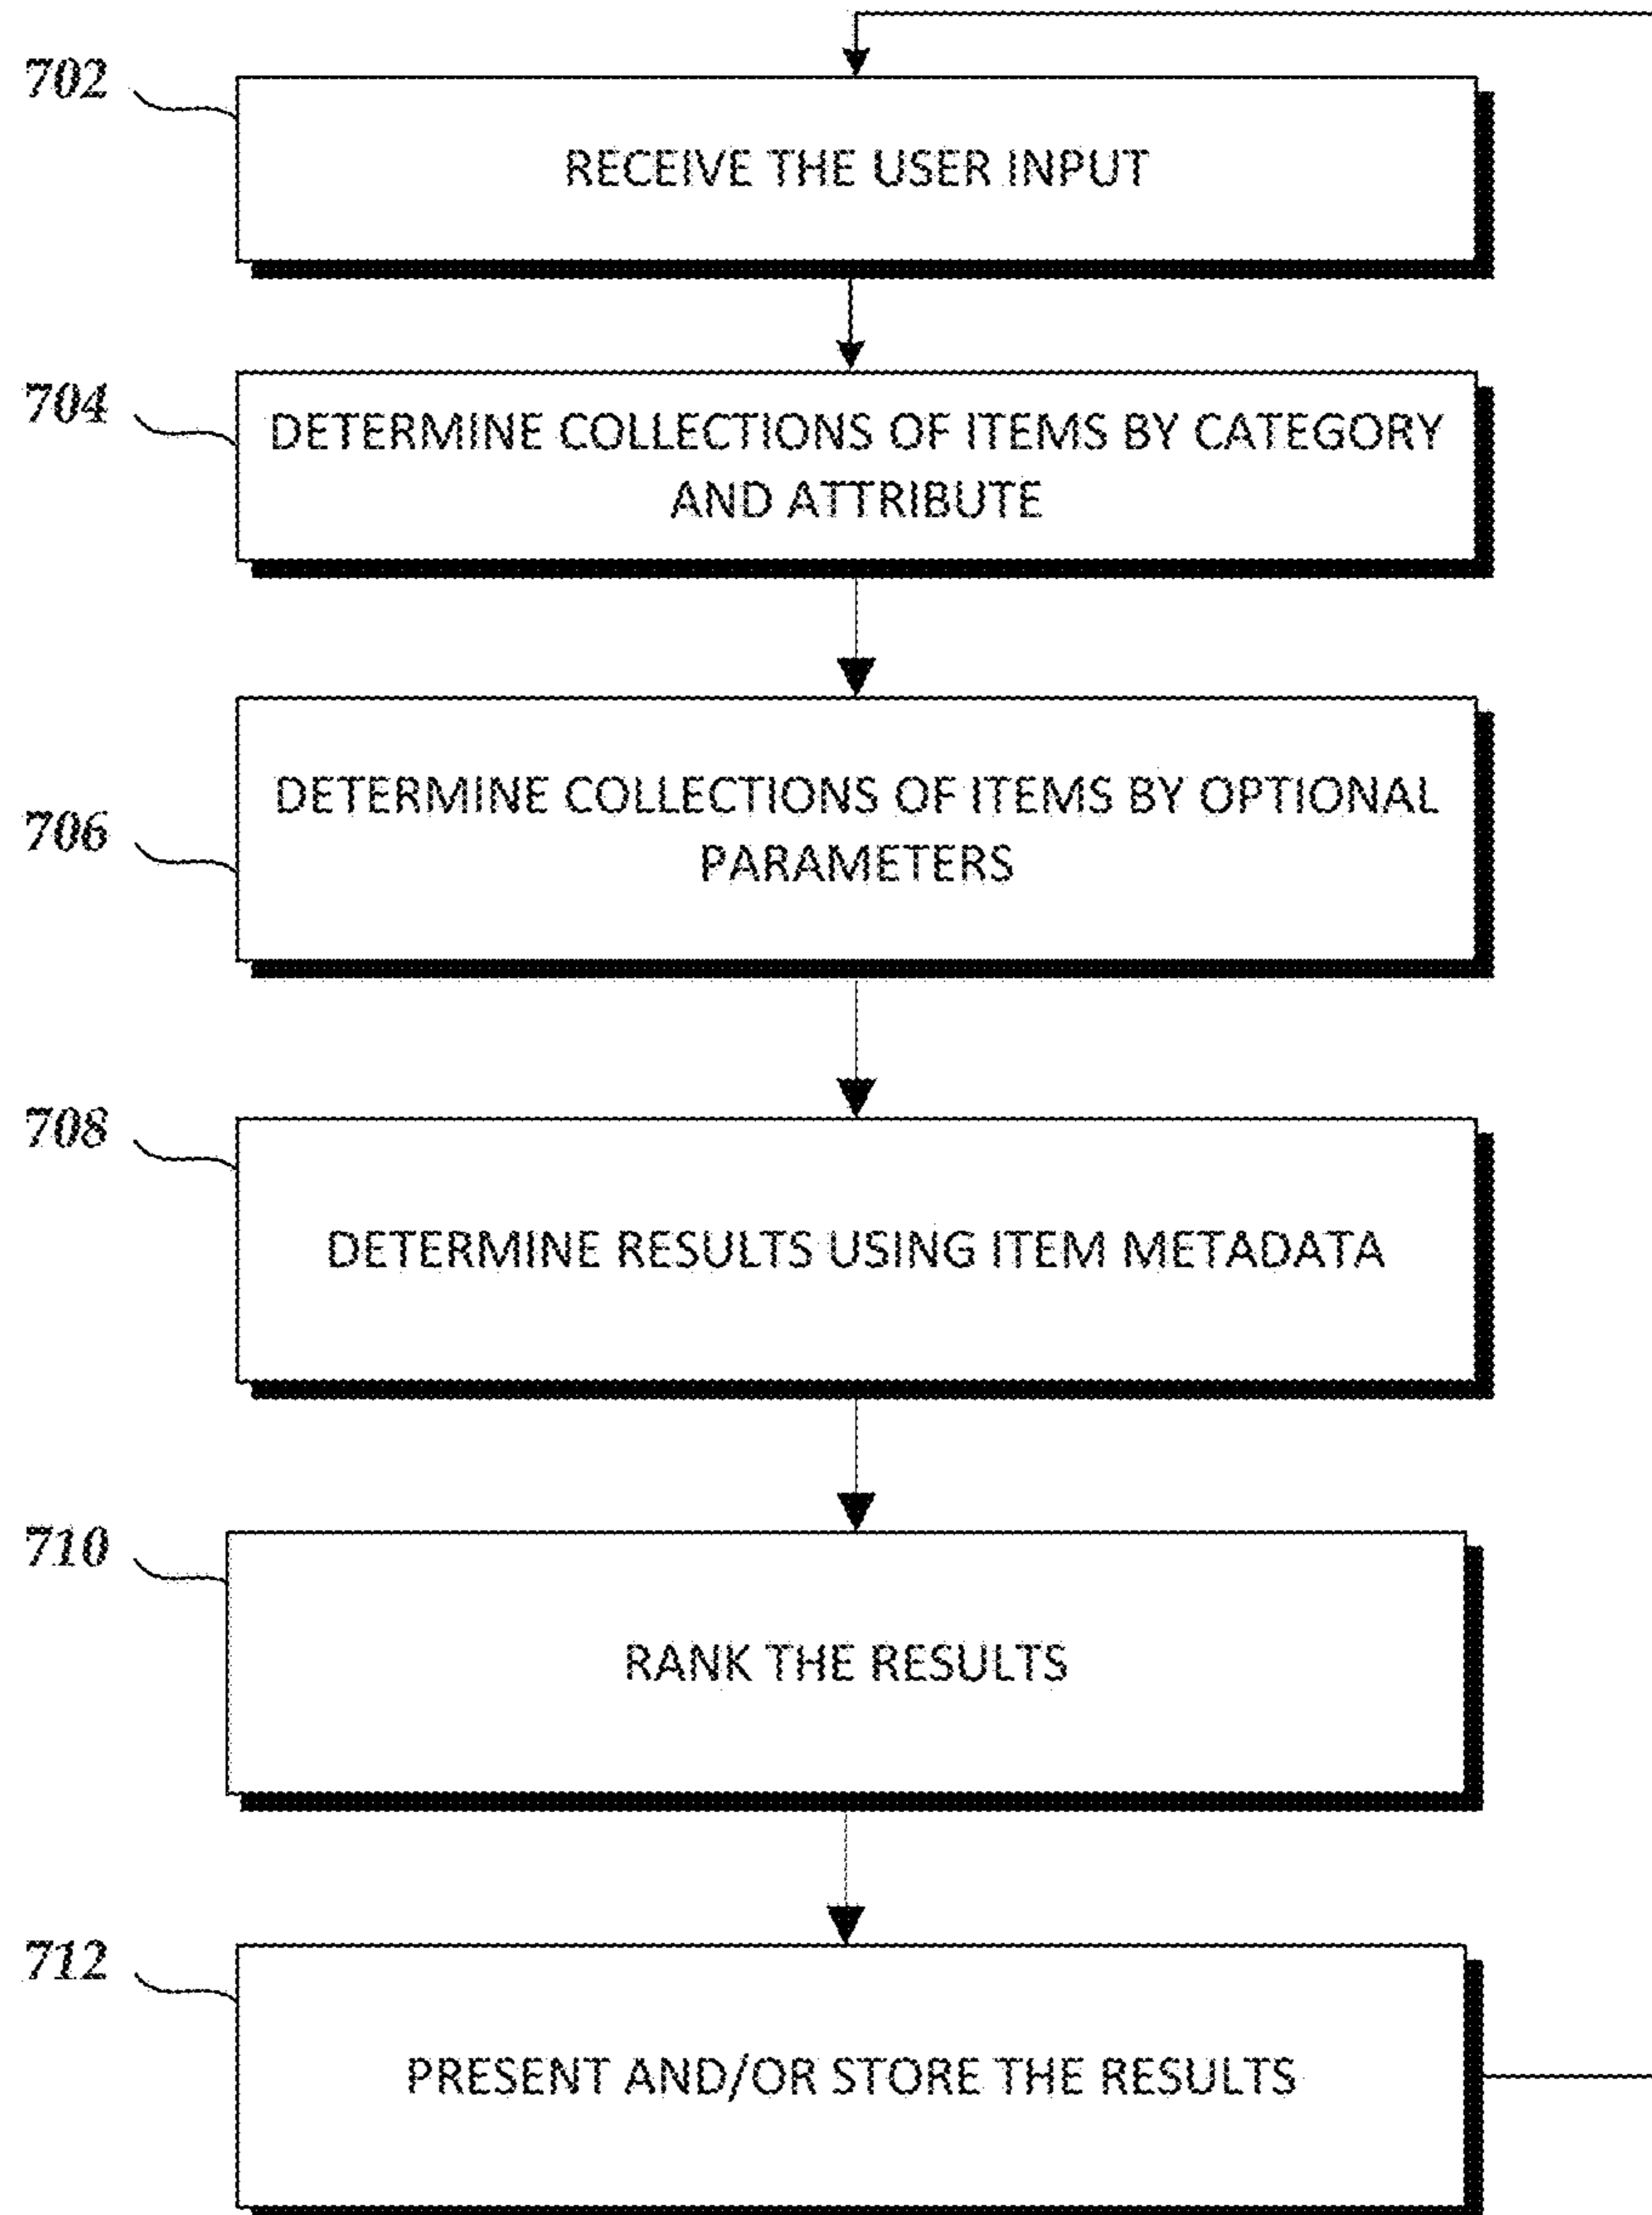 702
RECEIVE THE USER INPUT
704
DETERMINE COLLECTIONS OF ITEMS BY CATEGORY
AND ATTRIBUTE
706
DETERMINE COLLECTIONS OF ITEMS BY OPTIONAL
PARAMETERS
708
DETERMINE RESULTS USING ITEM METADATA
710
RANK THE RESULTS
712
PRESENT AND/OR STORE THE RESULTS